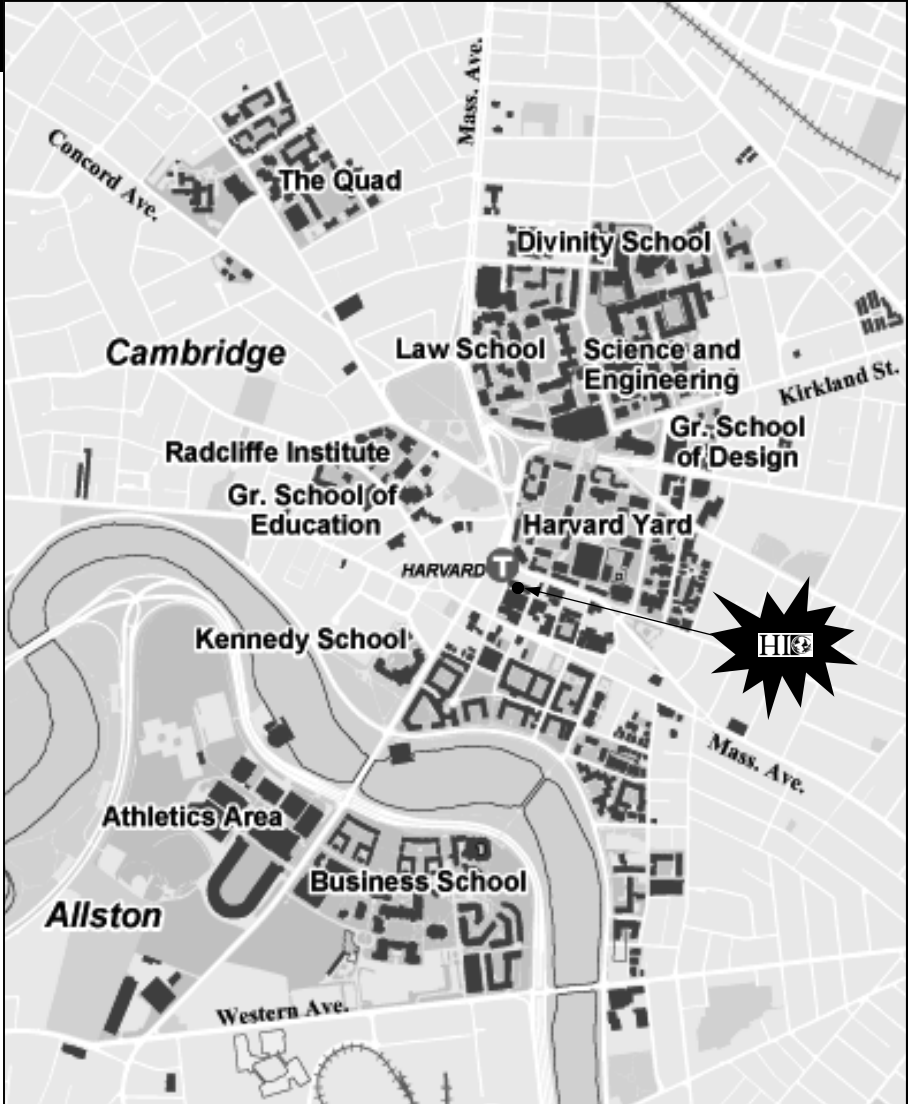 Mass. Ave.
Concord Ave.
The Quad
Divinity School
Cambridge
Law School
Science and
Engineering
Kirkland St.
Gr. School
of Design
Radcliffe Institute
Gr. School of
Education
Harvard Yard
HARVARD
T
HIO
Kennedy School
Mass. Ave.
Athletics Area
Business School
Allston
Western Ave.